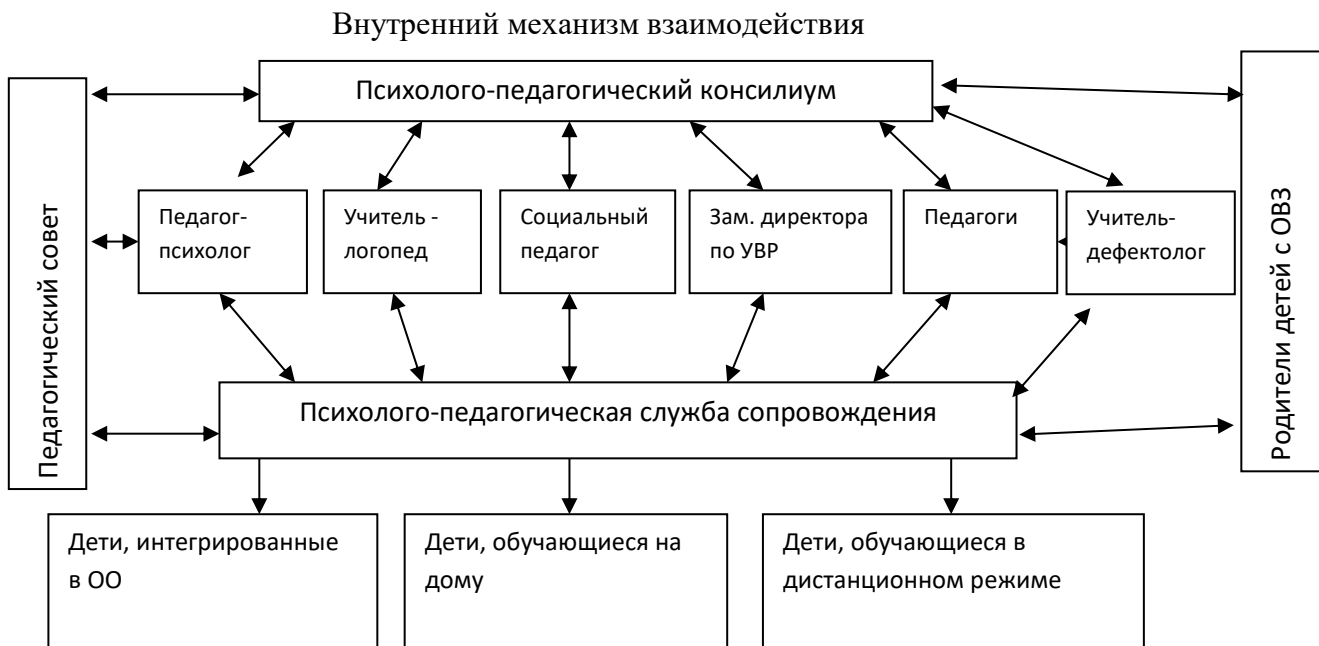 Внутренний механизм взаимодействия
Психолого-педагогический консилиум
Педагогический совет
Педагог-
психолог
Учитель -
логопед
Социальный
педагог
Зам. директора
по УВР
Педагоги
Учитель-
дефектолог
Родители детей с ОВЗ
Психолого-педагогическая служба сопровождения
Дети, интегрированные
в ОО
Дети, обучающиеся на
дому
Дети, обучающиеся в
дистанционном режиме